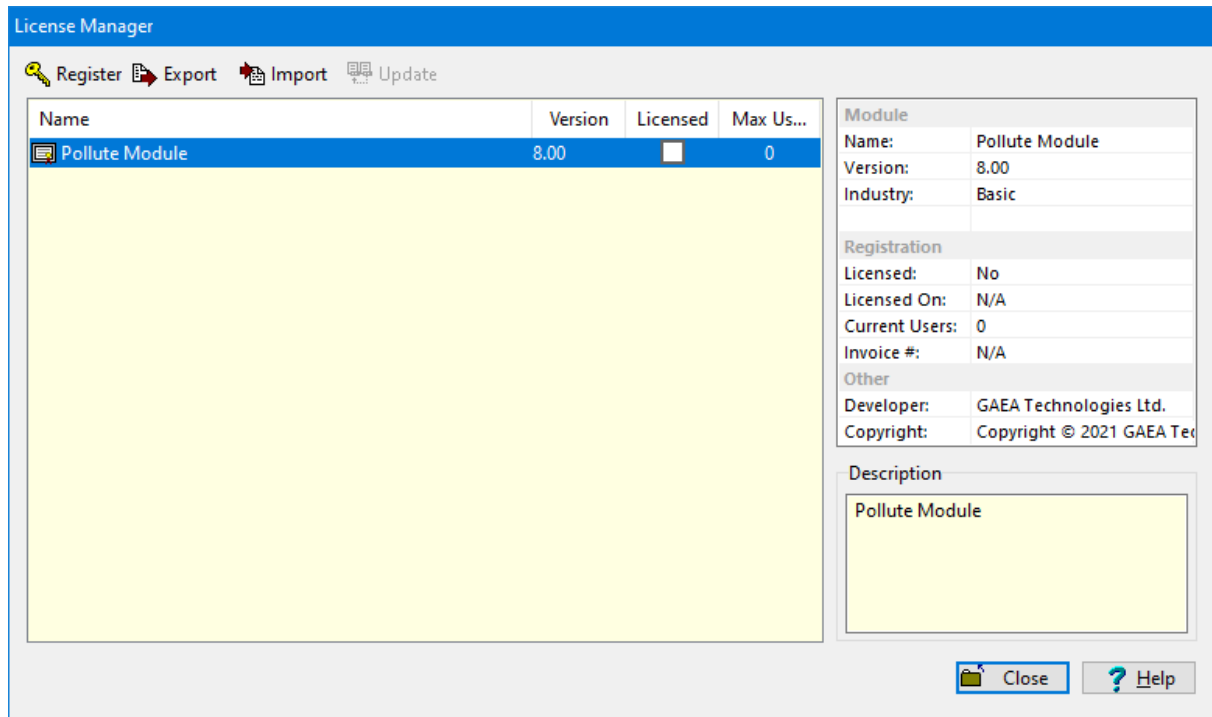 License Manager
Register Export Import Update
Name Version Licensed Max Us...
Pollute Module 8.00 0
Module
Name: Pollute Module
Version: 8.00
Industry: Basic
Registration
Licensed: No
Licensed On: N/A
Current Users: 0
Invoice #: N/A
Other
Developer: GAEA Technologies Ltd.
Copyright: Copyright © 2021 GAEA Tec
Description
Pollute Module
Close ? Help